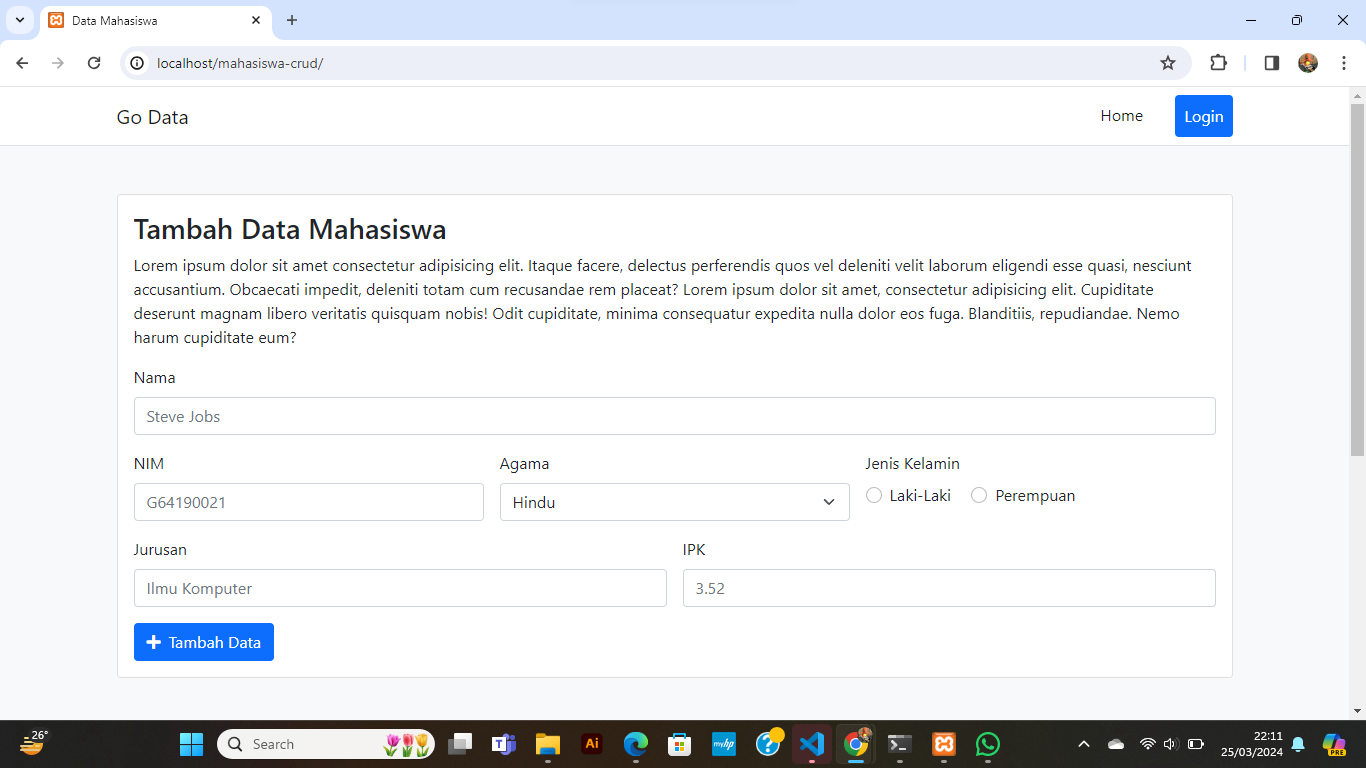 Data Mahasiswa
localhost/mahasiswa-crud/
Go Data
Home
Login
Tambah Data Mahasiswa
Lorem ipsum dolor sit amet consectetur adipisicing elit. Itaque facere, delectus perferendis quos vel deleniti velit laborum eligendi esse quasi, nesciunt
accusantium. Obcaecati impedit, deleniti totam cum recusandae rem placeat? Lorem ipsum dolor sit amet, consectetur adipisicing elit. Cupiditate
deserunt magnam libero veritatis quisquam nobis! Odit cupiditate, minima consequatur expedita nulla dolor eos fuga. Blanditiis, repudiandae. Nemo
harum cupiditate eum?
Nama
Steve Jobs
NIM Agama Jenis Kelamin
G64190021 Hindu Laki-Laki Perempuan
Jurusan IPK
Ilmu Komputer 3.52
Tambah Data
26°
Search
Ai
myhp
22:11
25/03/2024
PRE